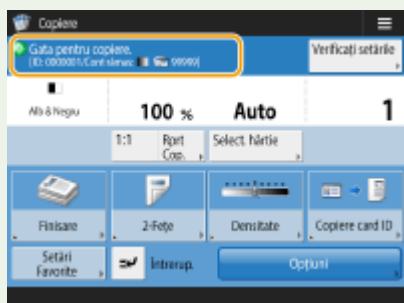 Copiere
Gata pentru copiere.
[ID: 0000001/Cont rămas: 99999]
Verificați setările
Alb & Negru
100 %
Auto
1
1:1
Rprt Cop.
Select. hârtie
Finisare
2-Fețe
Densitate
Copiere card ID
Setări Favorite
Întrerup.
Opțiuni